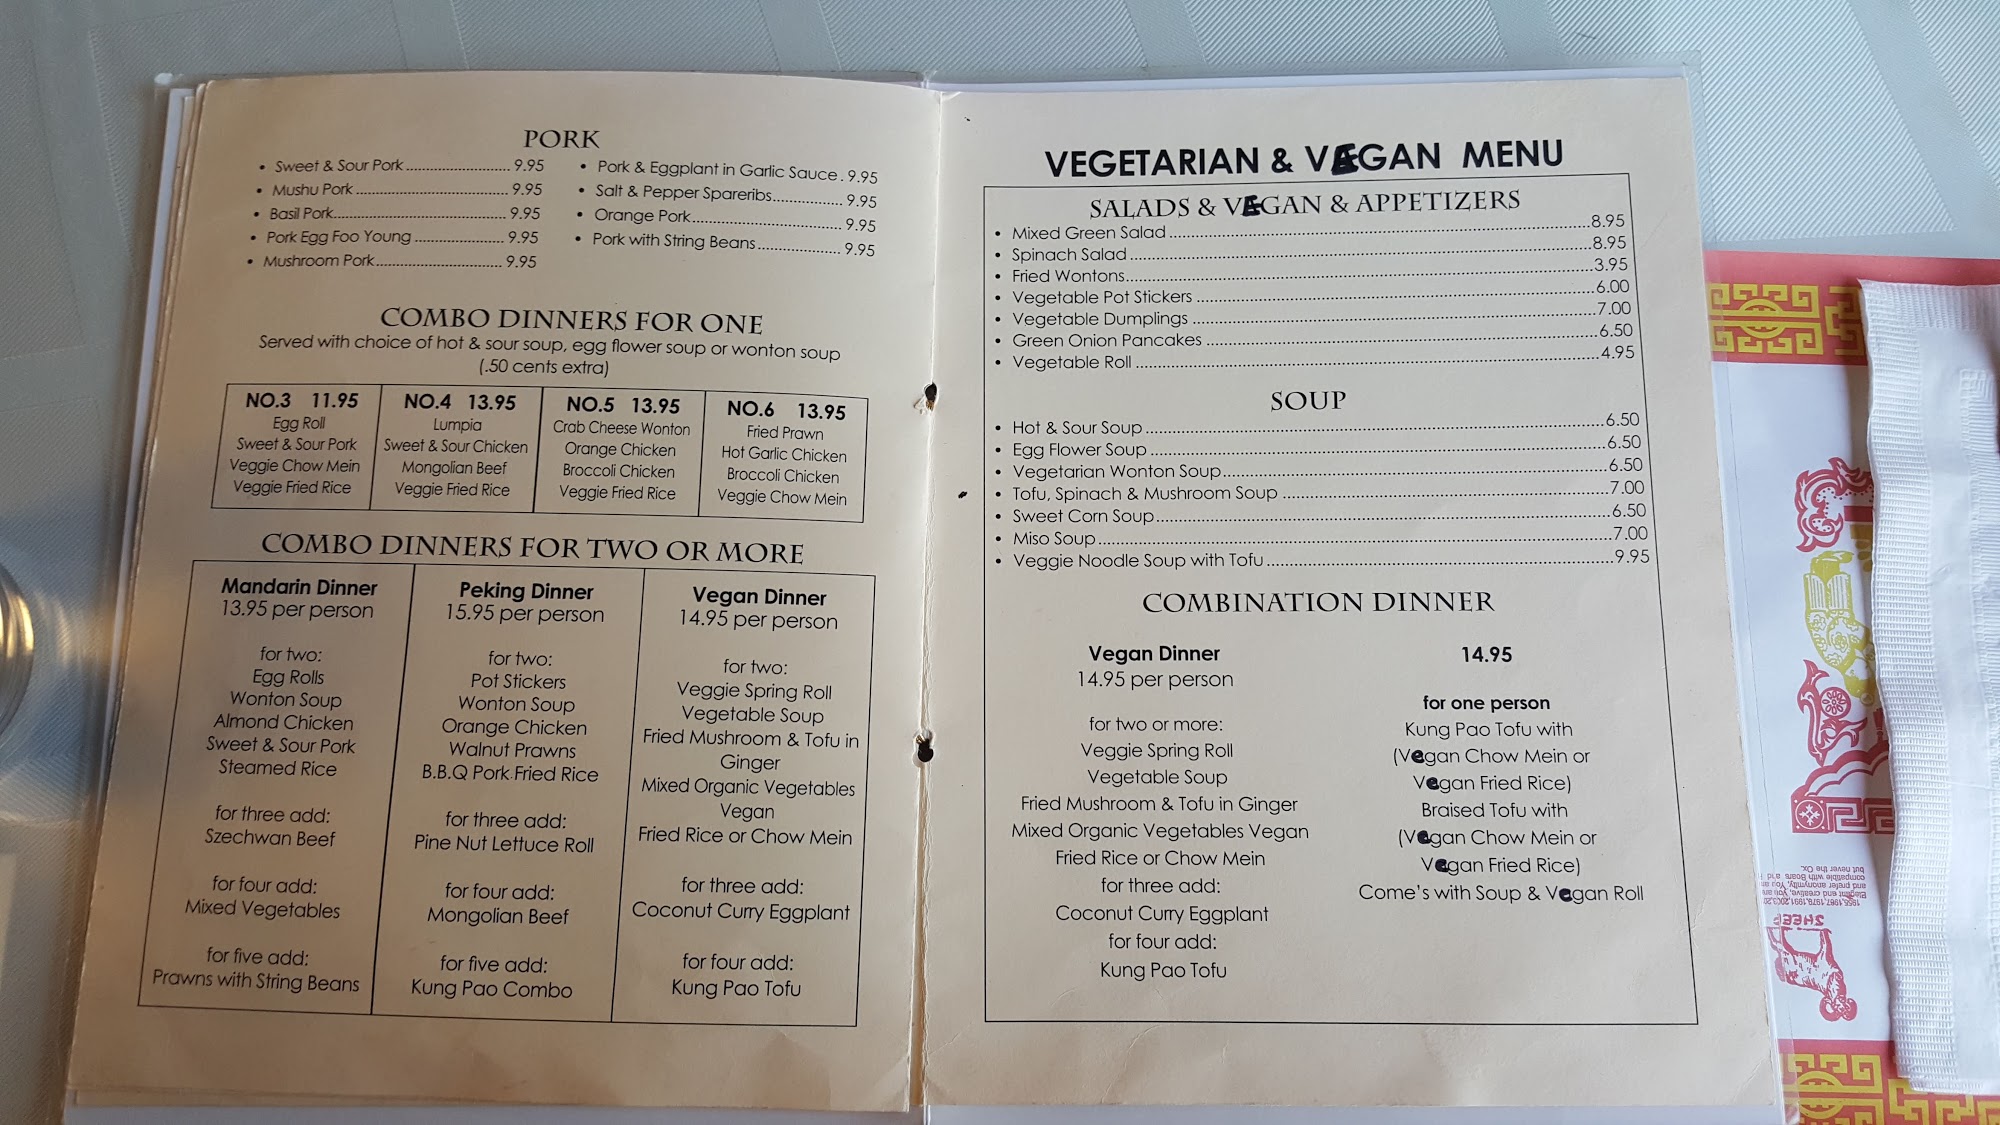 PORK
• Sweet & Sour Pork ........................ 9.95
• Mushu Pork ................................... 9.95
• Basil Pork........................................ 9.95
• Pork Egg Foo Young ..................... 9.95
• Mushroom Pork............................. 9.95
• Pork & Eggplant in Garlic Sauce . 9.95
• Salt & Pepper Spareribs................ 9.95
• Orange Pork.................................. 9.95
• Pork with String Beans................... 9.95
COMBO DINNERS FOR ONE
Served with choice of hot & sour soup, egg flower soup or wonton soup
(.50 cents extra)
NO.3 11.95
Egg Roll
Sweet & Sour Pork
Veggie Chow Mein
Veggie Fried Rice
NO.4 13.95
Lumpia
Sweet & Sour Chicken
Mongolian Beef
Veggie Fried Rice
NO.5 13.95
Crab Cheese Wonton
Orange Chicken
Broccoli Chicken
Veggie Fried Rice
NO.6 13.95
Fried Prawn
Hot Garlic Chicken
Broccoli Chicken
Veggie Chow Mein
COMBO DINNERS FOR TWO OR MORE
Mandarin Dinner
13.95 per person
for two:
Egg Rolls
Wonton Soup
Almond Chicken
Sweet & Sour Pork
Steamed Rice
for three add:
Szechwan Beef
for four add:
Mixed Vegetables
for five add:
Prawns with String Beans
Peking Dinner
15.95 per person
for two:
Pot Stickers
Wonton Soup
Orange Chicken
Walnut Prawns
B.B.Q Pork Fried Rice
for three add:
Pine Nut Lettuce Roll
for four add:
Mongolian Beef
for five add:
Kung Pao Combo
Vegan Dinner
14.95 per person
for two:
Veggie Spring Roll
Vegetable Soup
Fried Mushroom & Tofu in
Ginger
Mixed Organic Vegetables
Vegan
Fried Rice or Chow Mein
for three add:
Coconut Curry Eggplant
for four add:
Kung Pao Tofu
VEGETARIAN & VEGAN MENU
SALADS & VEGAN & APPETIZERS
• Mixed Green Salad ........................ 8.95
• Spinach Salad ........................ 8.95
• Fried Wontons........................ 3.95
• Vegetable Pot Stickers ........................ 6.00
• Vegetable Dumplings ........................ 7.00
• Green Onion Pancakes ........................ 6.50
• Vegetable Roll ........................ 4.95
SOUP
• Hot & Sour Soup ........................ 6.50
• Egg Flower Soup ........................ 6.50
• Vegetarian Wonton Soup........................ 6.50
• Tofu, Spinach & Mushroom Soup ........................ 7.00
• Sweet Corn Soup........................ 6.50
• Miso Soup........................ 7.00
• Veggie Noodle Soup with Tofu ........................ 9.95
COMBINATION DINNER
Vegan Dinner
14.95 per person
for two or more:
Veggie Spring Roll
Vegetable Soup
Fried Mushroom & Tofu in Ginger
Mixed Organic Vegetables Vegan
Fried Rice or Chow Mein
for three add:
Coconut Curry Eggplant
for four add:
Kung Pao Tofu
14.95
for one person
Kung Pao Tofu with
(Vegan Chow Mein or
Vegan Fried Rice)
Braised Tofu with
(Vegan Chow Mein or
Vegan Fried Rice)
Come's with Soup & Vegan Roll
SHEEP
Elegant and creative, You are
and prefer anonymity. You
compatible with Boars and
but never the Ox.